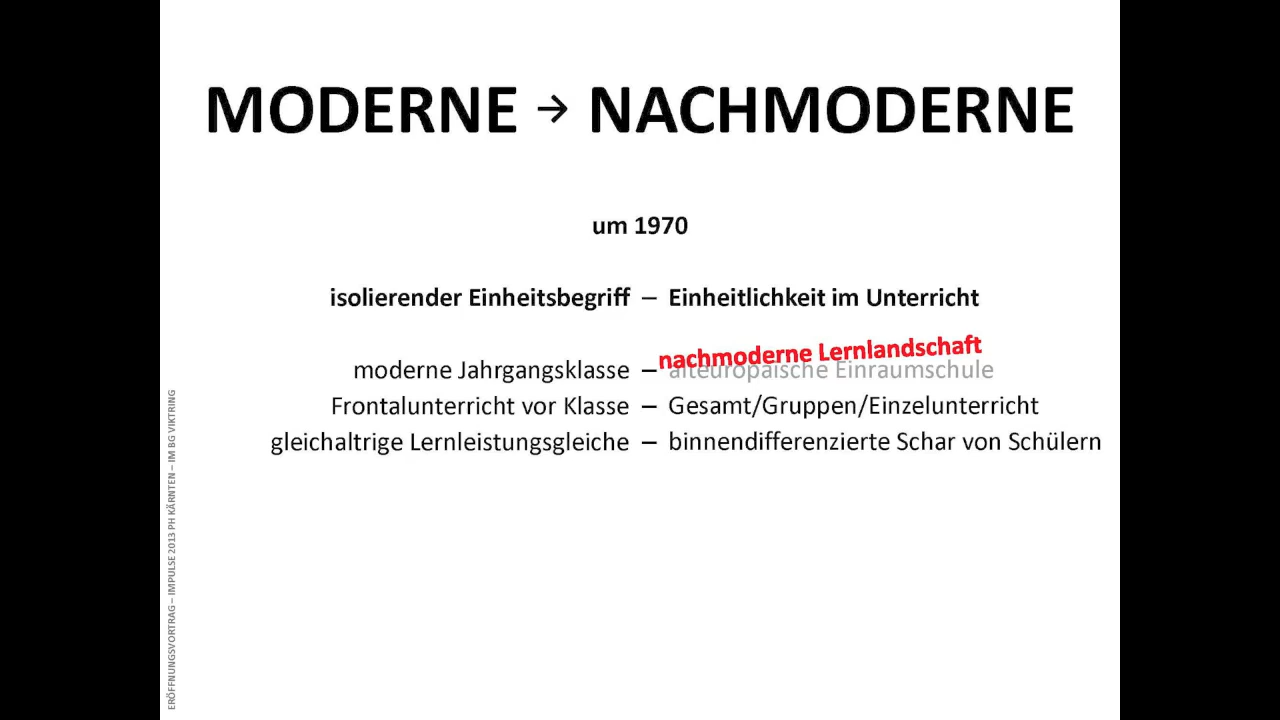 MODERNE → NACHMODERNE
um 1970
isolierender Einheitsbegriff – Einheitlichkeit im Unterricht
nachmoderne Lernlandschaft
moderne Jahrgangsklasse – alteuropäische Einraumschule
Frontalunterricht vor Klasse – Gesamt/Gruppen/Einzelunterricht
gleichaltrige Lernleistungsgleiche – binnendifferenzierte Schar von Schülern
ERÖFFNUNGSVORTRAG – IMPULSE 2013 PH KÄRNTEN – IM BG VIKTRING